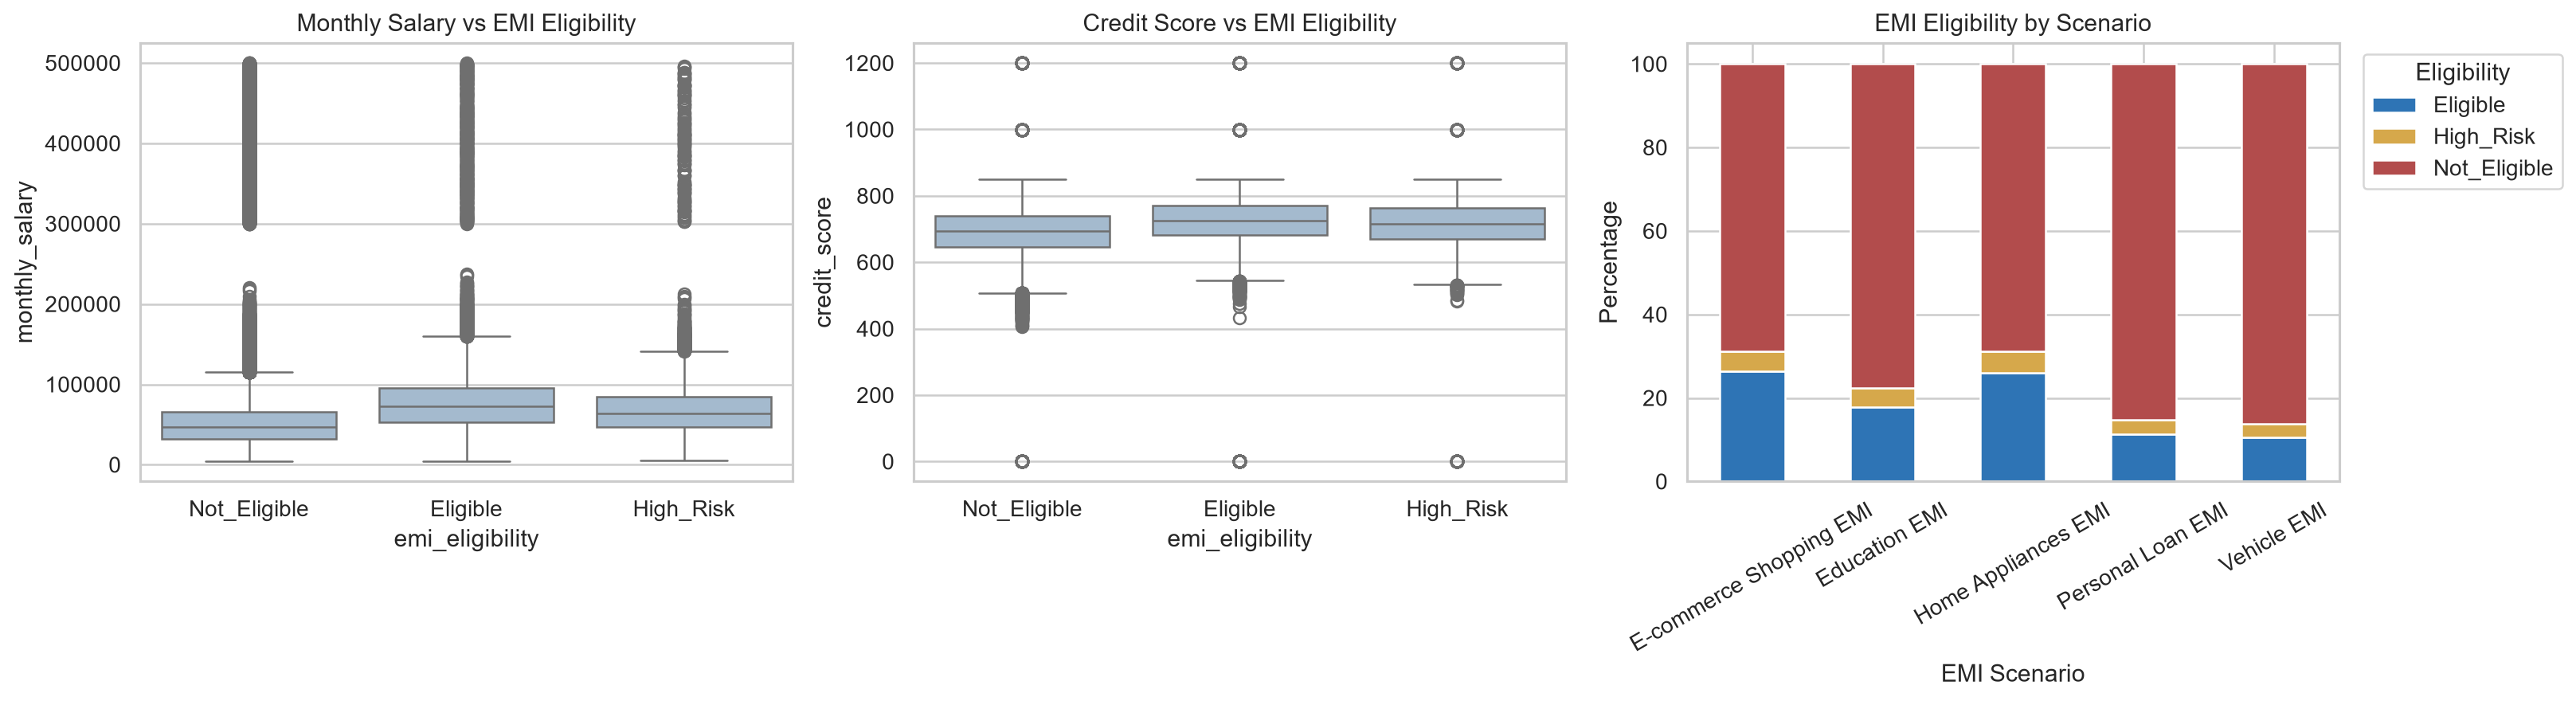 Monthly Salary vs EMI Eligibility
monthly_salary
500000
400000
300000
200000
100000
0
Not_Eligible
Eligible
High_Risk
emi_eligibility
Credit Score vs EMI Eligibility
credit_score
1200
1000
800
600
400
200
0
Not_Eligible
Eligible
High_Risk
emi_eligibility
EMI Eligibility by Scenario
Percentage
100
80
60
40
20
0
E-commerce Shopping EMI
Education EMI
Home Appliances EMI
Personal Loan EMI
Vehicle EMI
EMI Scenario
Eligibility
Eligible
High_Risk
Not_Eligible